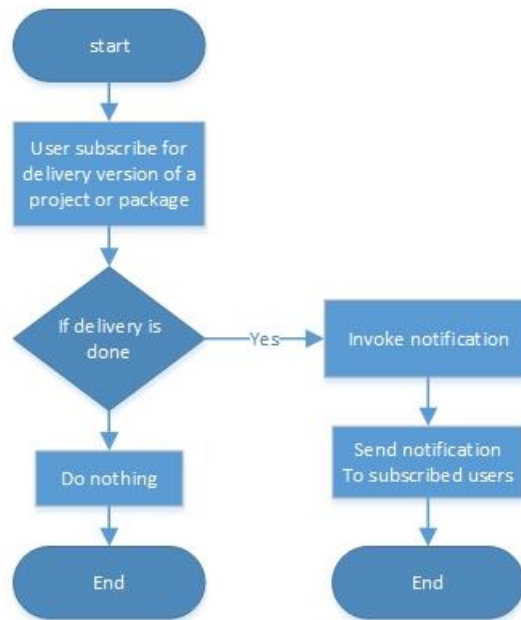 start
User subscribe for
delivery version of a
project or package
If delivery is
done
Yes
Invoke notification
Do nothing
Send notification
To subscribed users
End
End